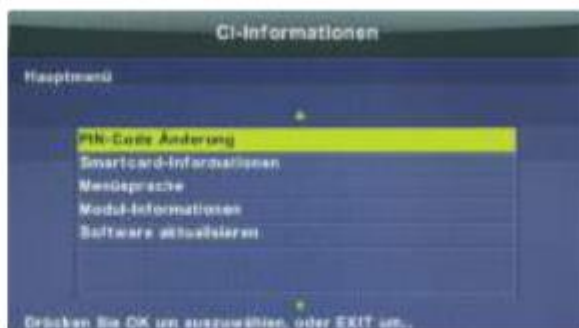 CI-Informationen
Hauptmenü
PIN-Code Änderung
Smartcard-Informationen
Menüsprache
Modul-Informationen
Software aktualisieren
Drücken Sie OK um auszuwählen, oder EXIT um..